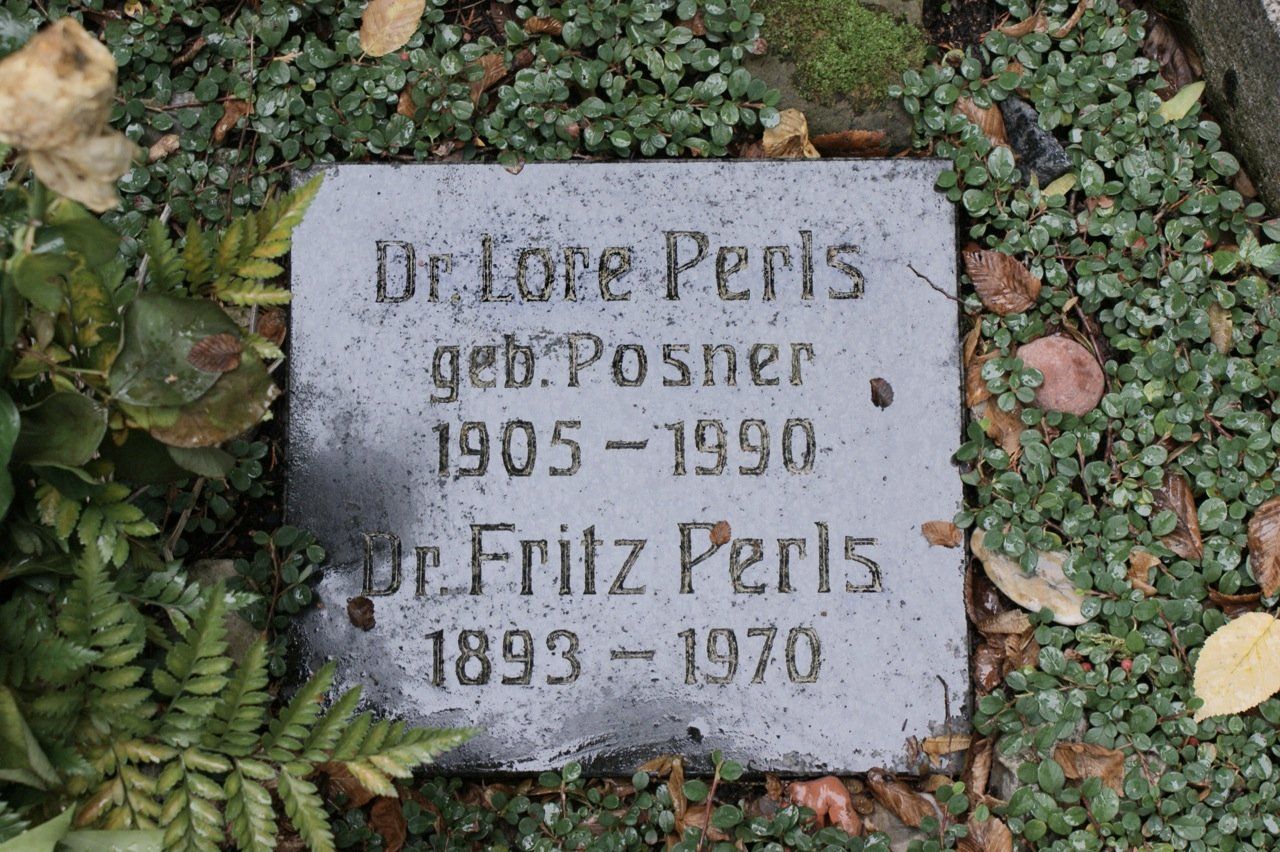 Dr. Lore Perls
geb. Posner
1905 – 1990
Dr. Fritz Perls
1893 – 1970